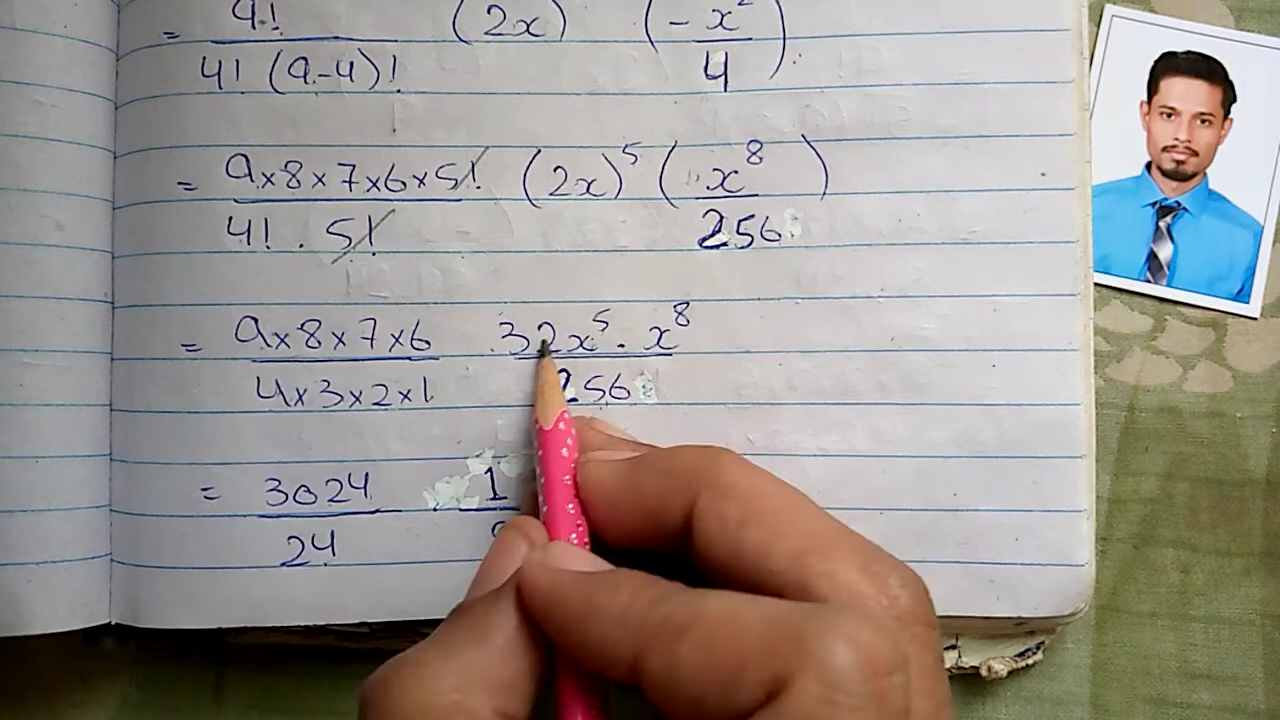 = 9! (2x) (-x²
4! (9-4)! 4)
= 9×8×7×6×5! (2x)⁵ (x⁸)
4! . 5! 256
= 9×8×7×6 32x⁵ . x⁸
4×3×2×1 256
= 3024 1
24